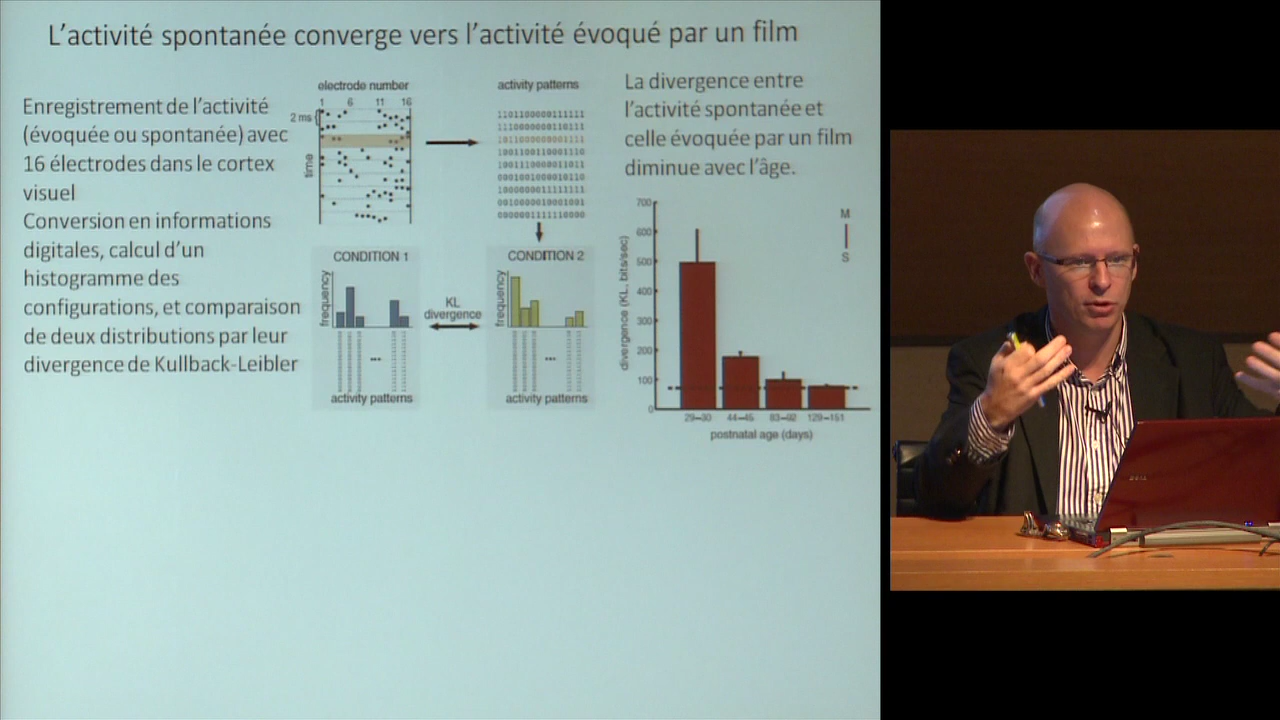 L'activité spontanée converge vers l'activité évoqué par un film
Enregistrement de l'activité
(évoquée ou spontanée) avec
16 électrodes dans le cortex
visuel
Conversion en informations
digitales, calcul d'un
histogramme des
configurations, et comparaison
de deux distributions par leur
divergence de Kullback-Leibler
electrode number
1 6 11 16
2 ms
time
activity patterns
1101100000111111
1110000000110111
1011000000001111
1001100110001110
1001110000011011
0001001000010110
1000000011111111
0000100010001001
0000001111110000
CONDITION 1
frequency
activity patterns
KL
divergence
CONDITION 2
frequency
activity patterns
La divergence entre
l'activité spontanée et
celle évoquée par un film
diminue avec l'âge.
M
S
divergence (KL, bits/sec)
700
600
500
400
300
200
100
0
29–30 44–45 83–92 129–151
postnatal age (days)
DELL